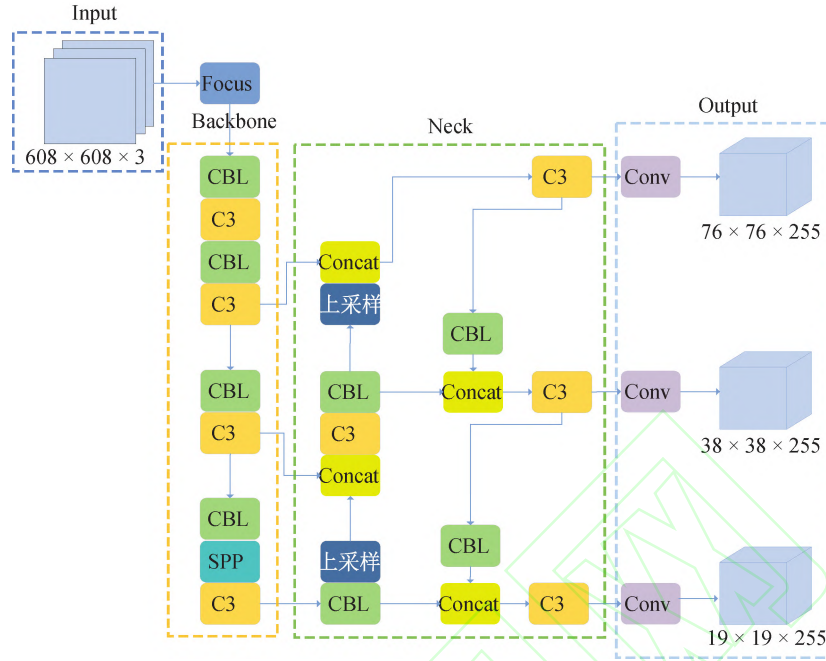 Input
608 × 608 × 3
Focus
Backbone
CBL
C3
CBL
C3
CBL
C3
CBL
SPP
C3
Neck
Concat
上采样
CBL
C3
Concat
上采样
CBL
C3
CBL
Concat
C3
CBL
Concat
C3
Output
Conv
76 × 76 × 255
Conv
38 × 38 × 255
Conv
19 × 19 × 255